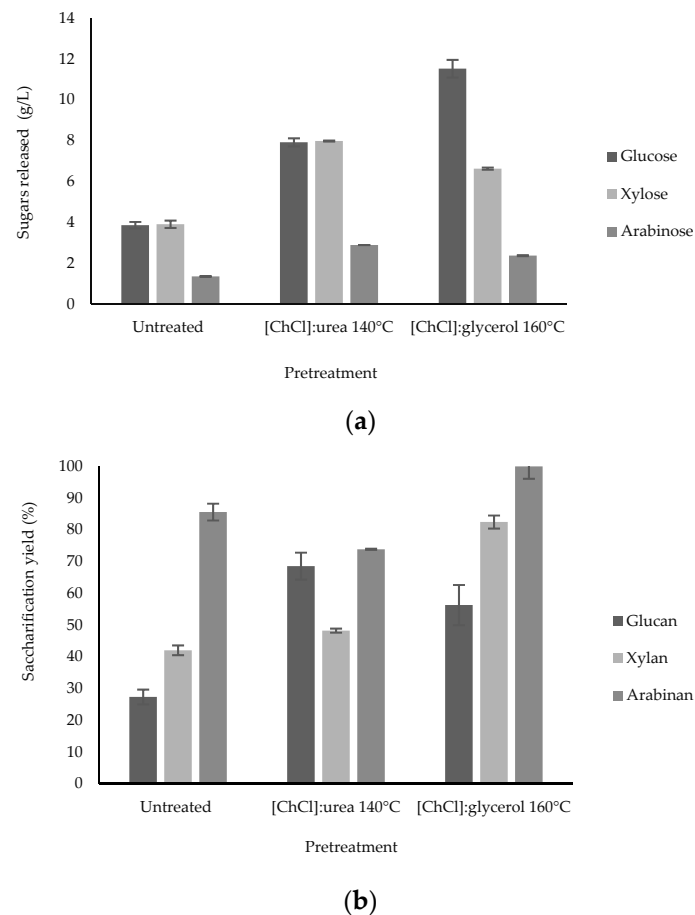 14
12
10
8
6
4
2
0
Sugars released (g/L)
Untreated
[ChCl]:urea 140°C
[ChCl]:glycerol 160°C
Pretreatment
Glucose
Xylose
Arabinose
(a)
100
90
80
70
60
50
40
30
20
10
0
Saccharification yield (%)
Untreated
[ChCl]:urea 140°C
[ChCl]:glycerol 160°C
Pretreatment
Glucan
Xylan
Arabinan
(b)